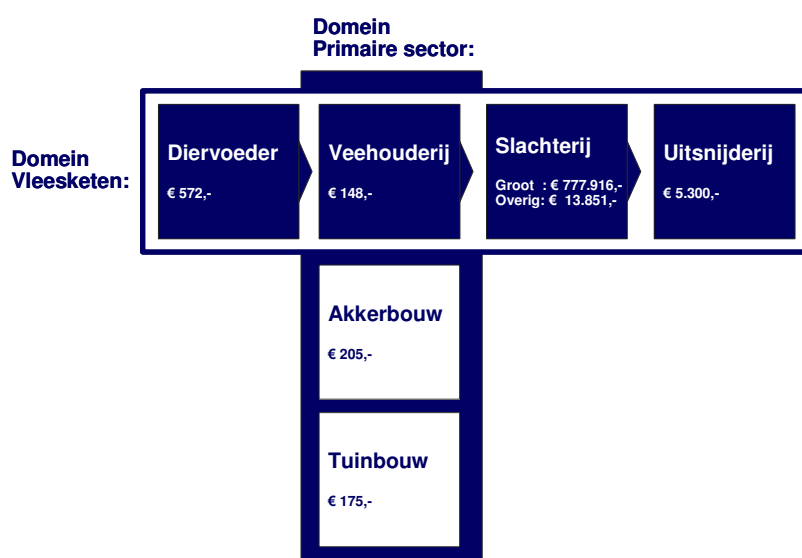 Domein
Primaire sector:
Domein
Vleesketen:
Diervoeder
€ 572,-
Veehouderij
€ 148,-
Slachterij
Groot : € 777.916,-
Overig: € 13.851,-
Uitsnijderij
€ 5.300,-
Akkerbouw
€ 205,-
Tuinbouw
€ 175,-